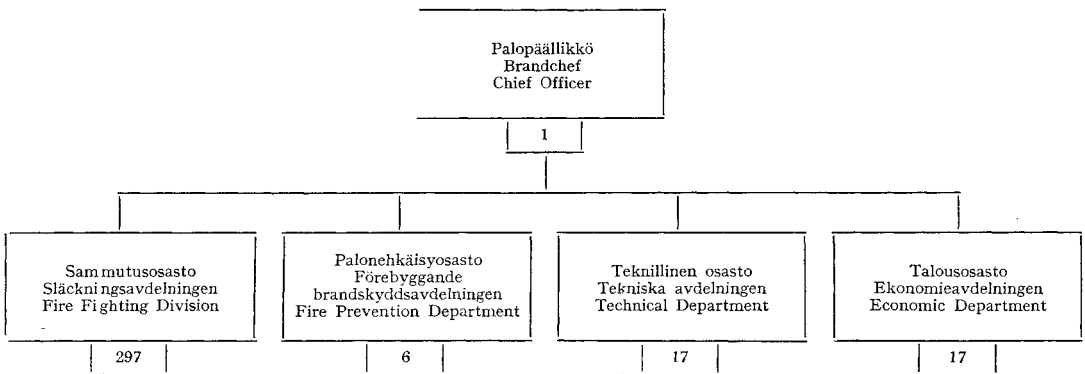 Palopäällikkö
Brandchef
Chief Officer
1
Sammutusosasto
Släckningsavdelningen
Fire Fighting Division
297
Palonehkäisyosasto
Förebyggande
brandskyddsavdelningen
Fire Prevention Department
6
Teknillinen osasto
Tekniska avdelningen
Technical Department
17
Talousosasto
Ekonomieavdelningen
Economic Department
17